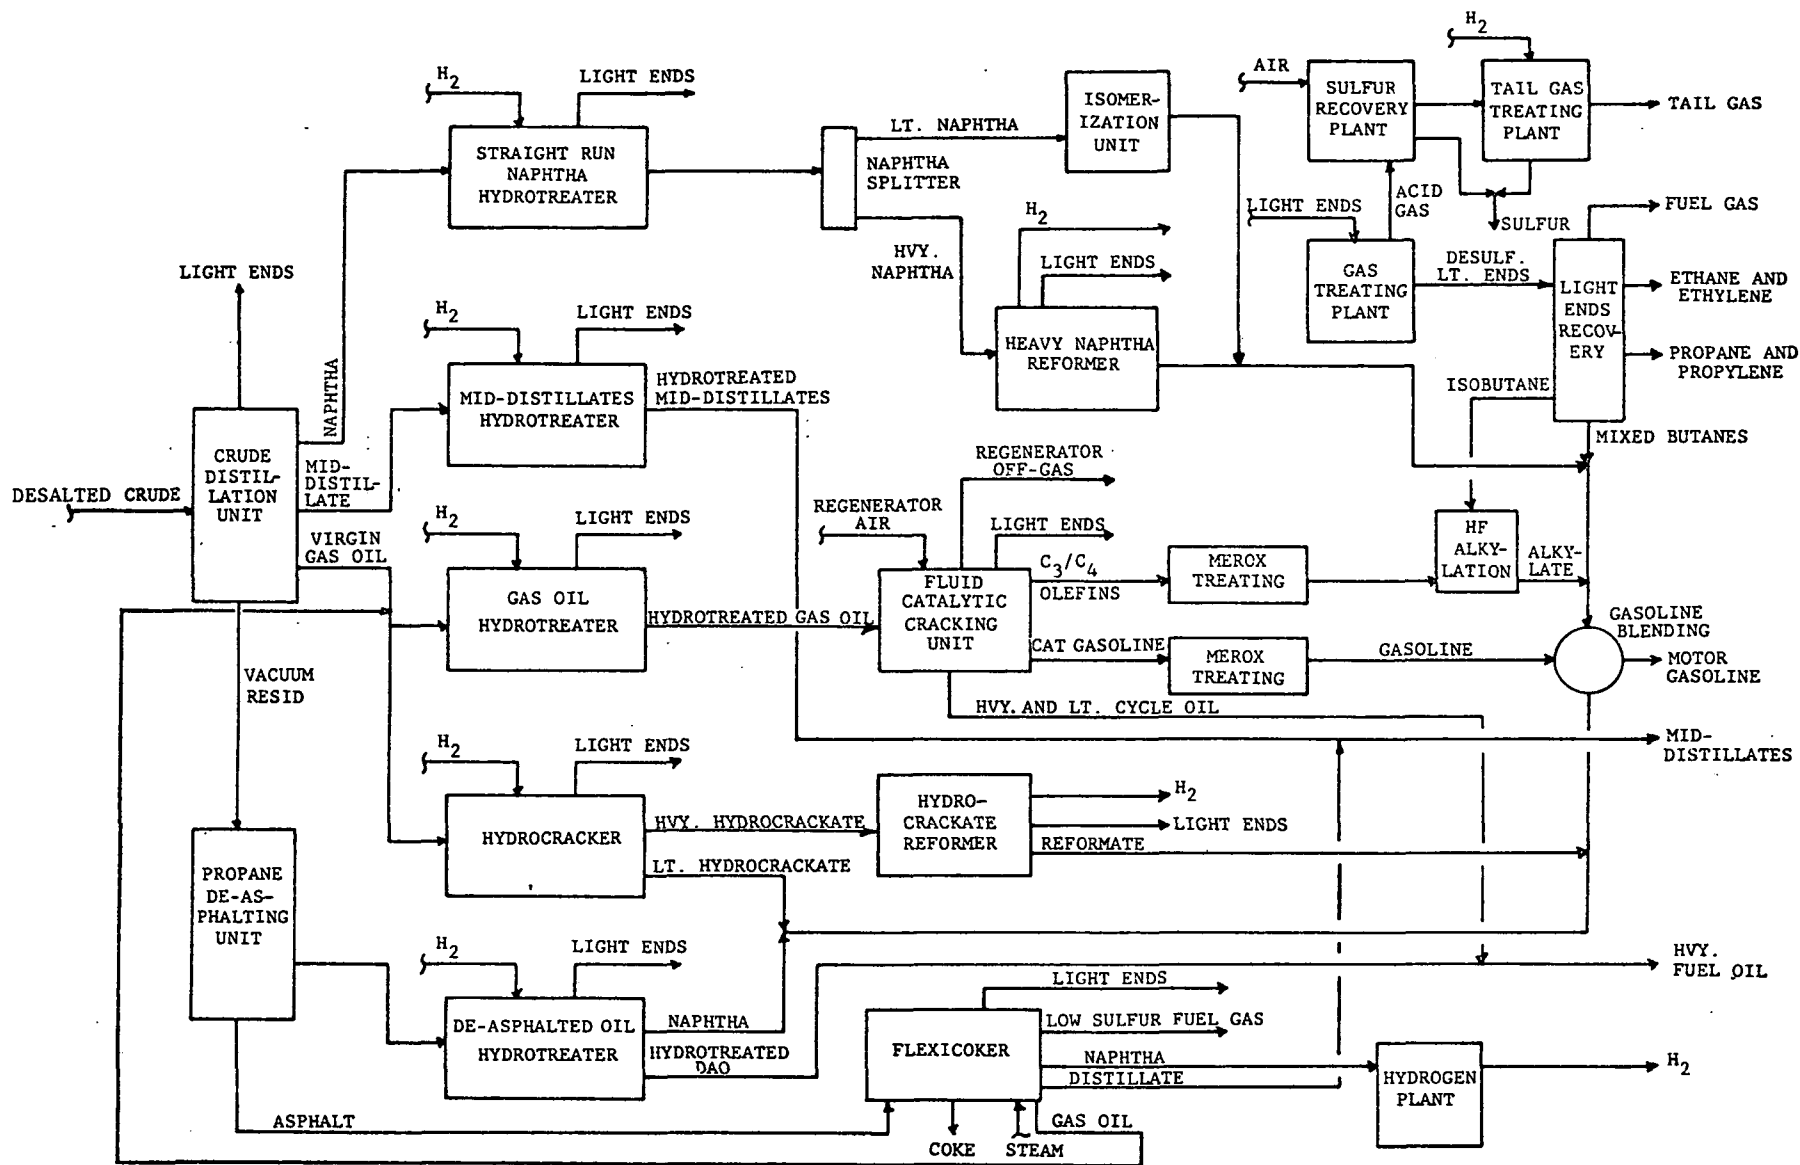 H2
LIGHT ENDS
STRAIGHT RUN
NAPHTHA
HYDROTREATER
LT. NAPHTHA
NAPHTHA
SPLITTER
HVY.
NAPHTHA
ISOMER-
IZATION
UNIT
AIR
SULFUR
RECOVERY
PLANT
H2
TAIL GAS
TREATING
PLANT
TAIL GAS
ACID
GAS
SULFUR
LIGHT ENDS
GAS
TREATING
PLANT
DESULF.
LT. ENDS
LIGHT
ENDS
RECOV-
ERY
FUEL GAS
ETHANE AND
ETHYLENE
PROPANE AND
PROPYLENE
ISOBUTANE
MIXED BUTANES
H2
LIGHT ENDS
HEAVY NAPHTHA
REFORMER
LIGHT ENDS
DESALTED CRUDE
CRUDE
DISTIL-
LATION
UNIT
NAPHTHA
MID-
DISTIL-
LATE
VIRGIN
GAS OIL
VACUUM
RESID
H2
LIGHT ENDS
MID-DISTILLATES
HYDROTREATER
HYDROTREATED
MID-DISTILLATES
H2
LIGHT ENDS
GAS OIL
HYDROTREATER
HYDROTREATED GAS OIL
REGENERATOR
AIR
REGENERATOR
OFF-GAS
LIGHT ENDS
FLUID
CATALYTIC
CRACKING
UNIT
C3/C4
OLEFINS
MEROX
TREATING
HF
ALKY-
LATION
ALKY-
LATE
CAT GASOLINE
MEROX
TREATING
GASOLINE
GASOLINE
BLENDING
MOTOR
GASOLINE
HVY. AND LT. CYCLE OIL
MID-
DISTILLATES
H2
LIGHT ENDS
HYDROCRACKER
HVY. HYDROCRACKATE
LT. HYDROCRACKATE
HYDRO-
CRACKATE
REFORMER
H2
LIGHT ENDS
REFORMATE
PROPANE
DE-AS-
PHALTING
UNIT
H2
LIGHT ENDS
DE-ASPHALTED OIL
HYDROTREATER
NAPHTHA
HYDROTREATED
DAO
HVY.
FUEL OIL
LIGHT ENDS
FLEXICOKER
LOW SULFUR FUEL GAS
NAPHTHA
DISTILLATE
HYDROGEN
PLANT
H2
ASPHALT
COKE
STEAM
GAS OIL